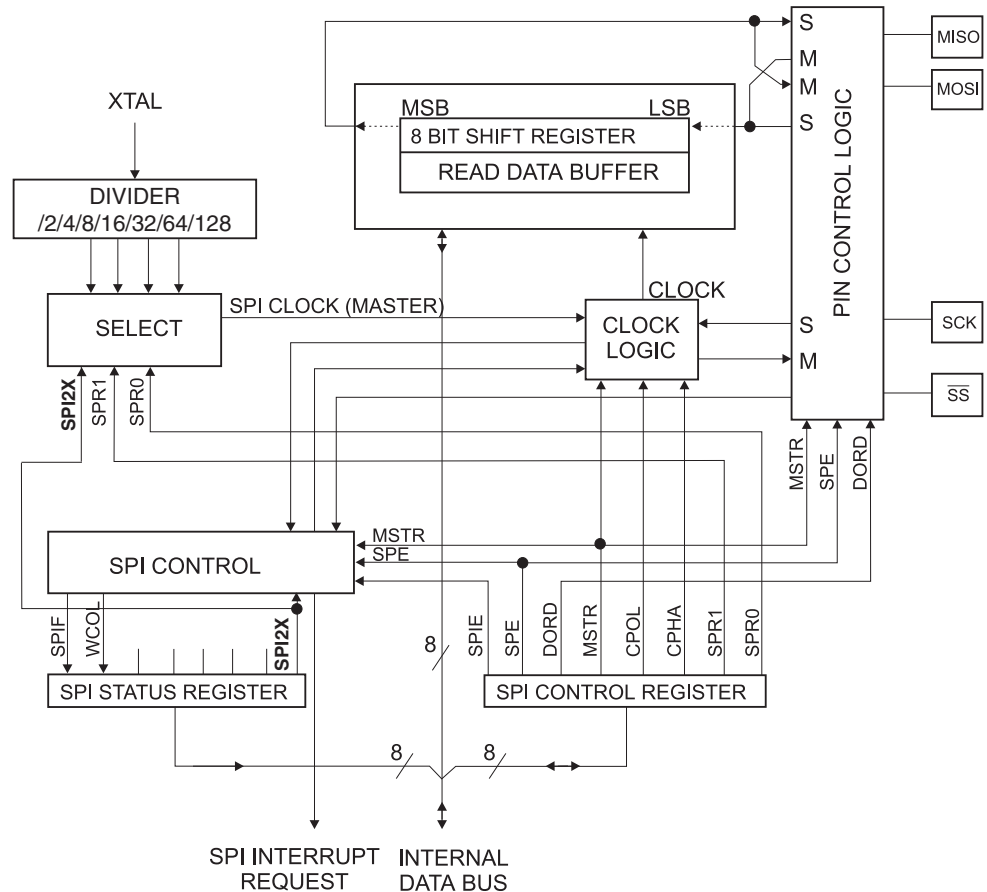 S
MISO
M
XTAL
M
MOSI
MSB
LSB
S
8 BIT SHIFT REGISTER
READ DATA BUFFER
PIN CONTROL LOGIC
DIVIDER
/2/4/8/16/32/64/128
SPI CLOCK (MASTER)
CLOCK
SELECT
CLOCK
LOGIC
S
SCK
M
SPI2X
SPR1
SPR0
SS
MSTR
SPE
DORD
MSTR
SPE
SPI CONTROL
SPIF
WCOL
SPI2X
8
SPIE
SPE
DORD
MSTR
CPOL
CPHA
SPR1
SPR0
SPI STATUS REGISTER
SPI CONTROL REGISTER
8
8
SPI INTERRUPT
REQUEST
INTERNAL
DATA BUS